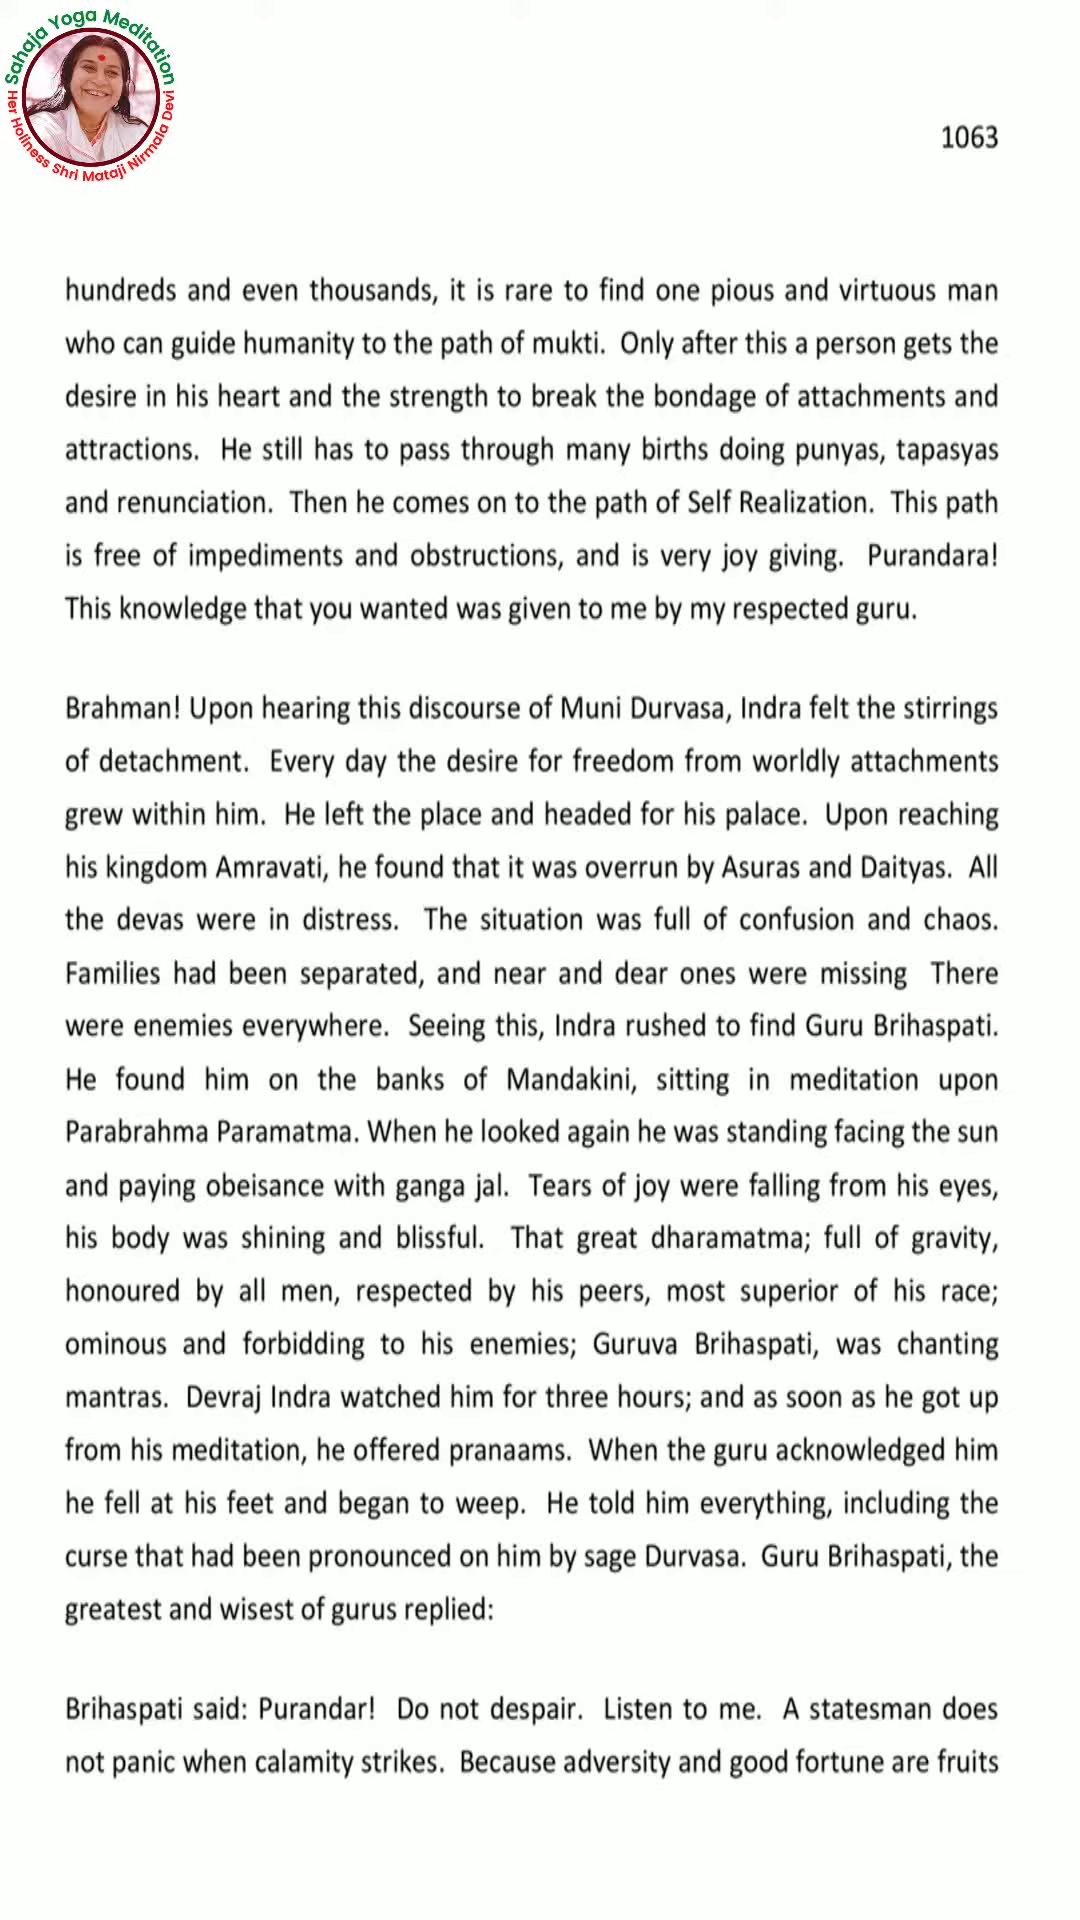 Sahaja Yoga Meditation
Her Holiness Shri Mataji Nirmala Devi
1063
hundreds and even thousands, it is rare to find one pious and virtuous man
who can guide humanity to the path of mukti.  Only after this a person gets the
desire in his heart and the strength to break the bondage of attachments and
attractions.  He still has to pass through many births doing punyas, tapasyas
and renunciation.  Then he comes on to the path of Self Realization.  This path
is free of impediments and obstructions, and is very joy giving.  Purandara!
This knowledge that you wanted was given to me by my respected guru.
Brahman! Upon hearing this discourse of Muni Durvasa, Indra felt the stirrings
of detachment.  Every day the desire for freedom from worldly attachments
grew within him.  He left the place and headed for his palace.  Upon reaching
his kingdom Amravati, he found that it was overrun by Asuras and Daityas.  All
the devas were in distress.  The situation was full of confusion and chaos.
Families had been separated, and near and dear ones were missing  There
were enemies everywhere.  Seeing this, Indra rushed to find Guru Brihaspati.
He found him on the banks of Mandakini, sitting in meditation upon
Parabrahma Paramatma. When he looked again he was standing facing the sun
and paying obeisance with ganga jal.  Tears of joy were falling from his eyes,
his body was shining and blissful.  That great dharamatma; full of gravity,
honoured by all men, respected by his peers, most superior of his race;
ominous and forbidding to his enemies; Guruva Brihaspati, was chanting
mantras.  Devraj Indra watched him for three hours; and as soon as he got up
from his meditation, he offered pranaams.  When the guru acknowledged him
he fell at his feet and began to weep.  He told him everything, including the
curse that had been pronounced on him by sage Durvasa.  Guru Brihaspati, the
greatest and wisest of gurus replied:
Brihaspati said: Purandar!  Do not despair.  Listen to me.  A statesman does
not panic when calamity strikes.  Because adversity and good fortune are fruits